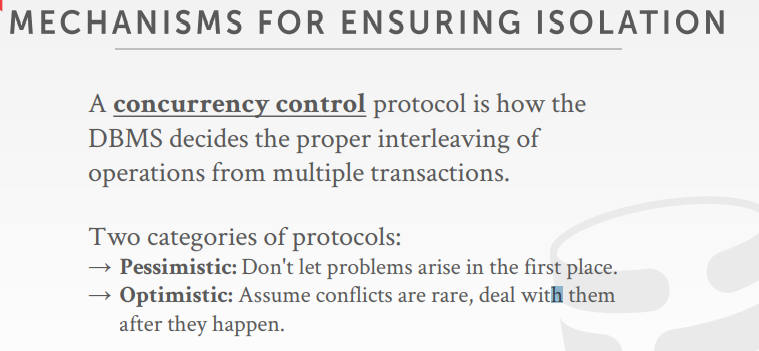 MECHANISMS FOR ENSURING ISOLATION
A concurrency control protocol is how the
DBMS decides the proper interleaving of
operations from multiple transactions.
Two categories of protocols:
→ Pessimistic: Don't let problems arise in the first place.
→ Optimistic: Assume conflicts are rare, deal with them
after they happen.